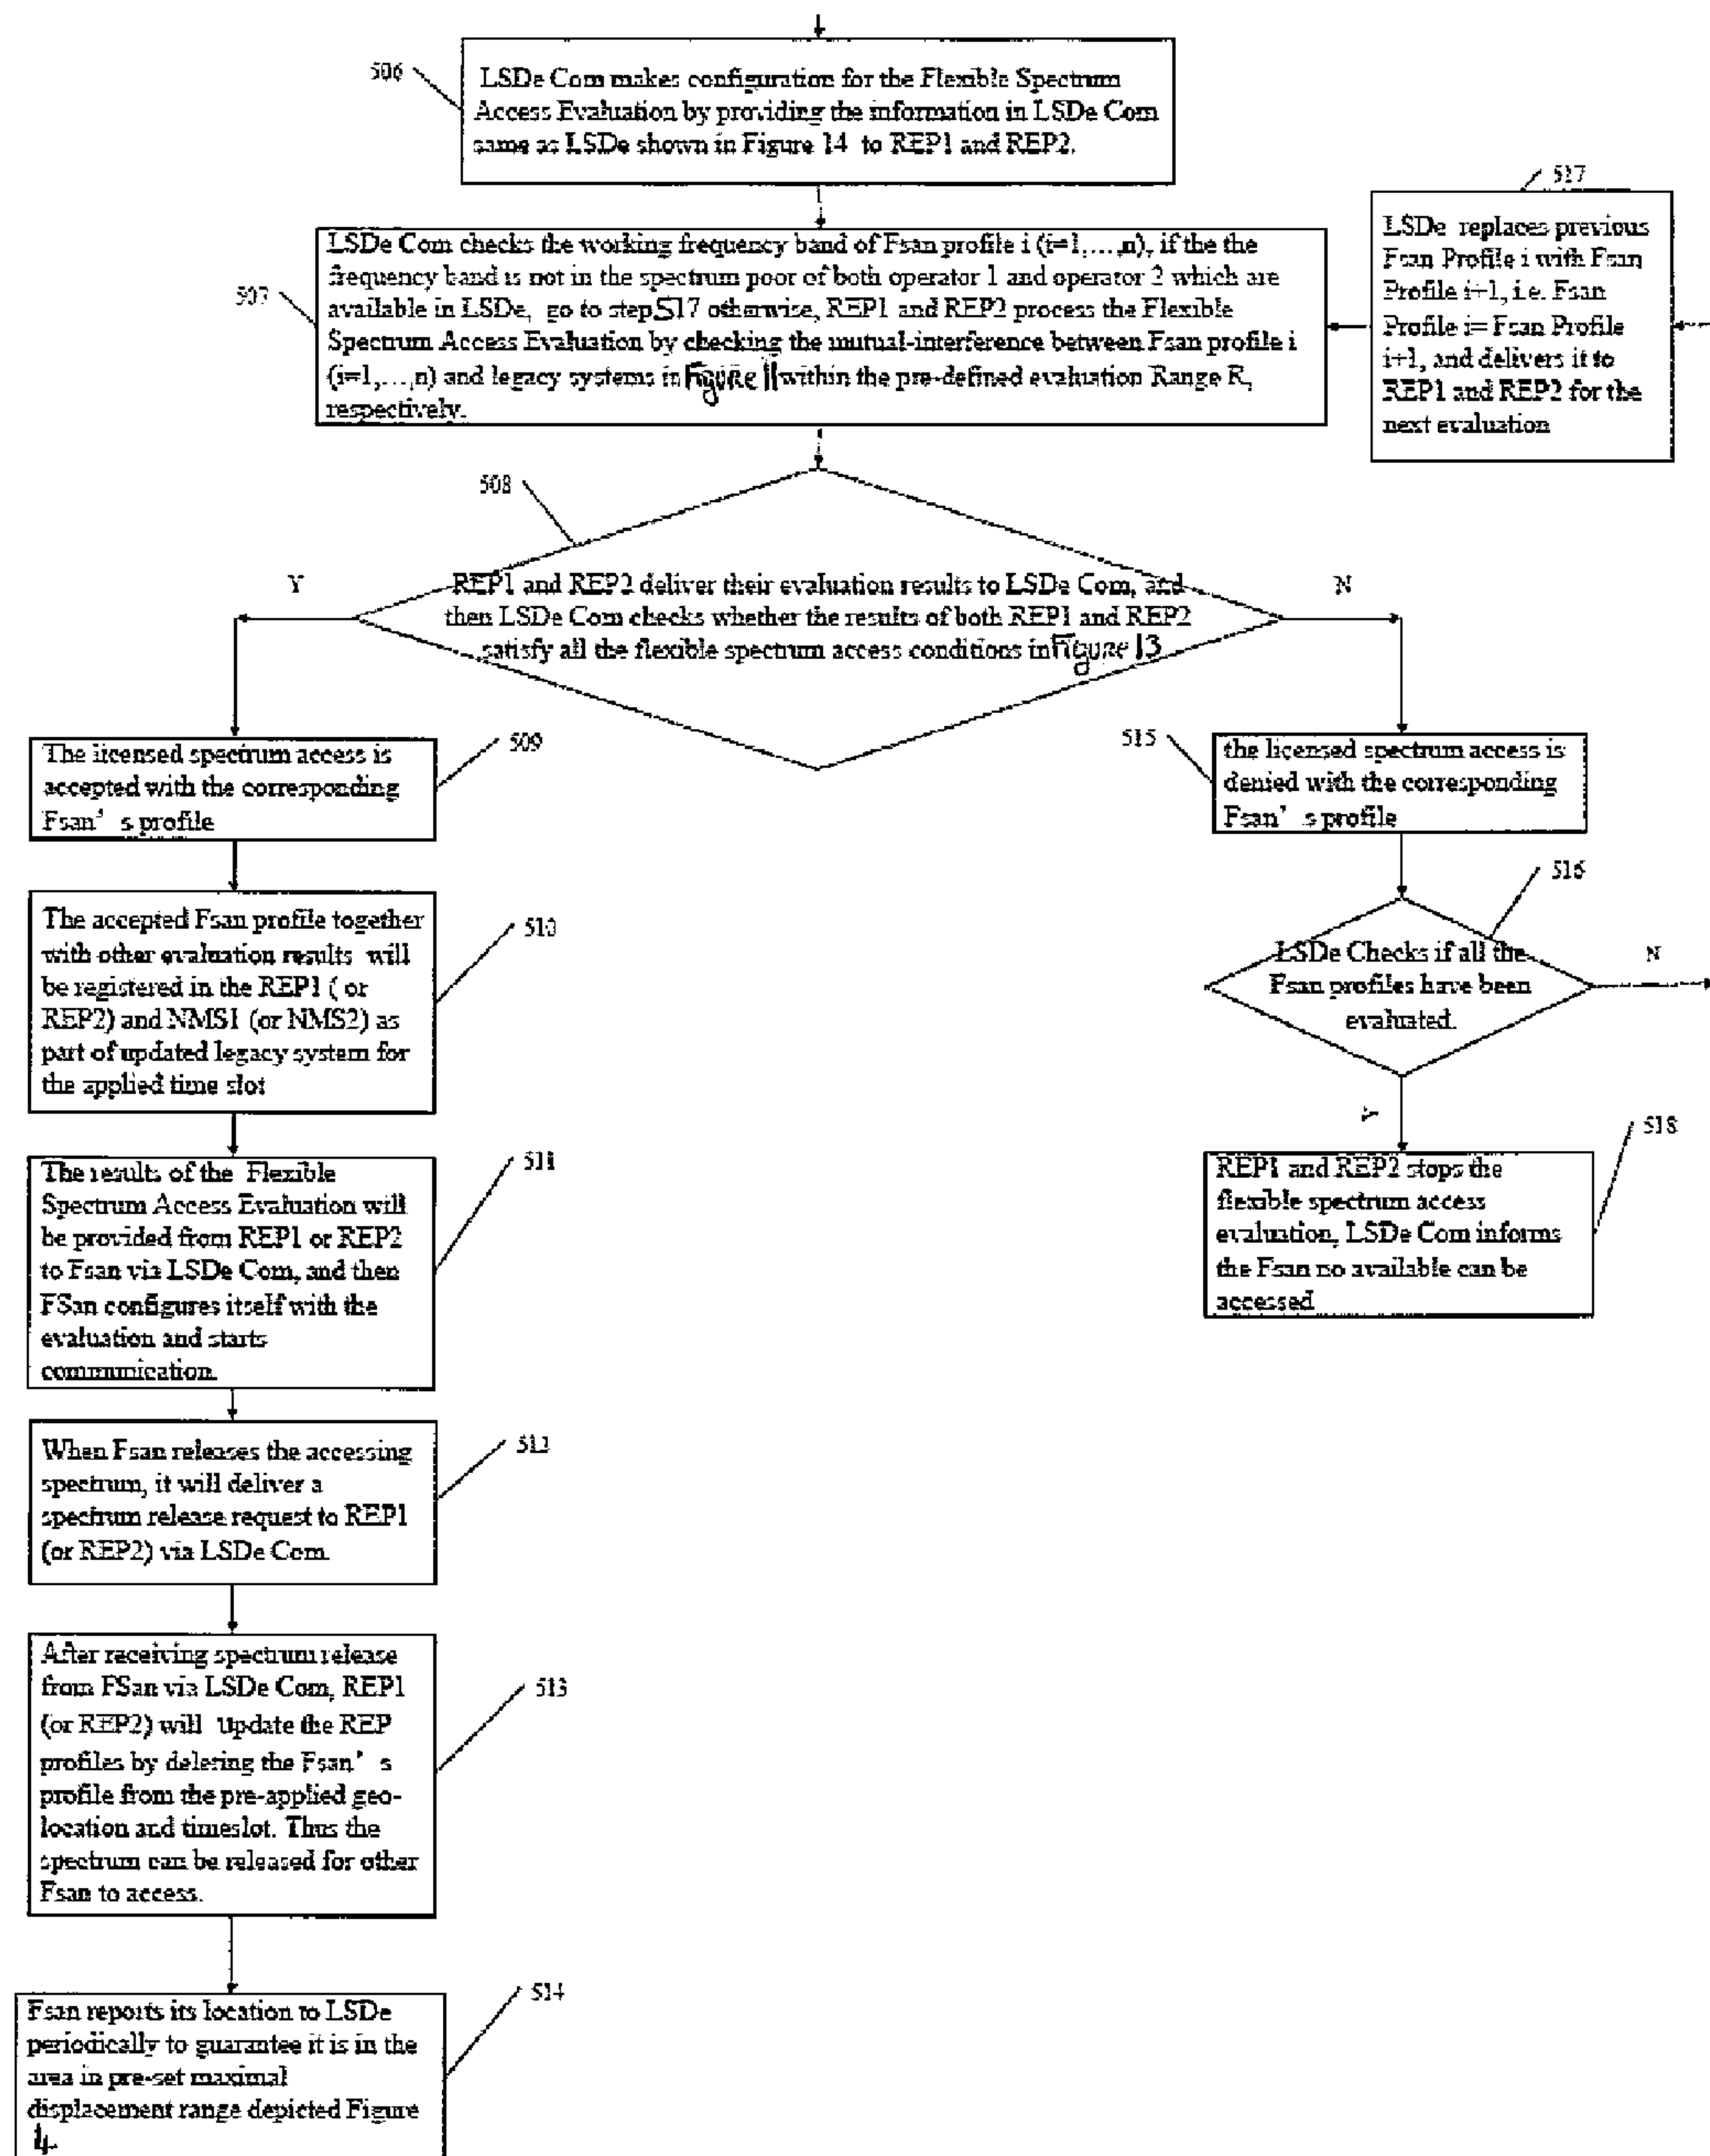 506
LSDe Com makes configuration for the Flexible Spectrum
Access Evaluation by providing the information in LSDe Com
same as LSDe shown in Figure 14 to REP1 and REP2.
517
LSDe replaces previous
Fsan Profile i with Fsan
Profile i+1, i.e. Fsan
Profile i= Fsan Profile
i+1, and delivers it to
REP1 and REP2 for the
next evaluation
507
LSDe Com checks the working frequency band of Fsan profile i (i=1,...,n), if the the
frequency band is not in the spectrum poor of both operator 1 and operator 2 which are
available in LSDe, go to step 517 otherwise, REP1 and REP2 process the Flexible
Spectrum Access Evaluation by checking the mutual-interference between Fsan profile i
(i=1,...,n) and legacy systems in Figure 11 within the pre-defined evaluation Range R,
respectively.
508
Y
REP1 and REP2 deliver their evaluation results to LSDe Com, and
then LSDe Com checks whether the results of both REP1 and REP2
satisfy all the flexible spectrum access conditions in Figure 13
N
The licensed spectrum access is
accepted with the corresponding
Fsan's profile
509
515
the licensed spectrum access is
denied with the corresponding
Fsan's profile
The accepted Fsan profile together
with other evaluation results will
be registered in the REP1 ( or
REP2) and NMS1 (or NMS2) as
part of updated legacy system for
the applied time slot
510
516
LSDe Checks if all the
Fsan profiles have been
evaluated.
N
Y
The results of the Flexible
Spectrum Access Evaluation will
be provided from REP1 or REP2
to Fsan via LSDe Com, and then
FSan configures itself with the
evaluation and starts
communication.
511
518
REP1 and REP2 stops the
flexible spectrum access
evaluation, LSDe Com informs
the Fsan no available can be
accessed
When Fsan releases the accessing
spectrum, it will deliver a
spectrum release request to REP1
(or REP2) via LSDe Com.
512
After receiving spectrum release
from FSan via LSDe Com, REP1
(or REP2) will update the REP
profiles by deleting the Fsan's
profile from the pre-applied geo-
location and timeslot. Thus the
spectrum can be released for other
Fsan to access.
513
Fsan reports its location to LSDe
periodically to guarantee it is in the
area in pre-set maximal
displacement range depicted Figure
4.
514